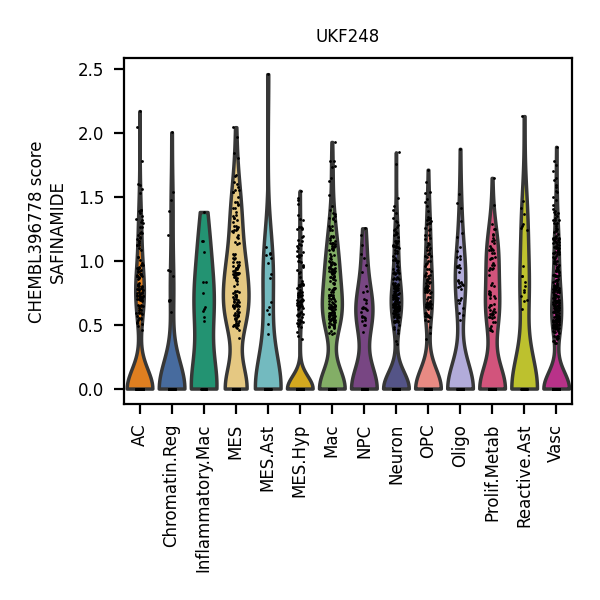 UKF248
CHEMBL396778 score
SAFINAMIDE
2.5
2.0
1.5
1.0
0.5
0.0
AC
Chromatin.Reg
Inflammatory.Mac
MES
MES.Ast
MES.Hyp
Mac
NPC
Neuron
OPC
Oligo
Prolif.Metab
Reactive.Ast
Vasc